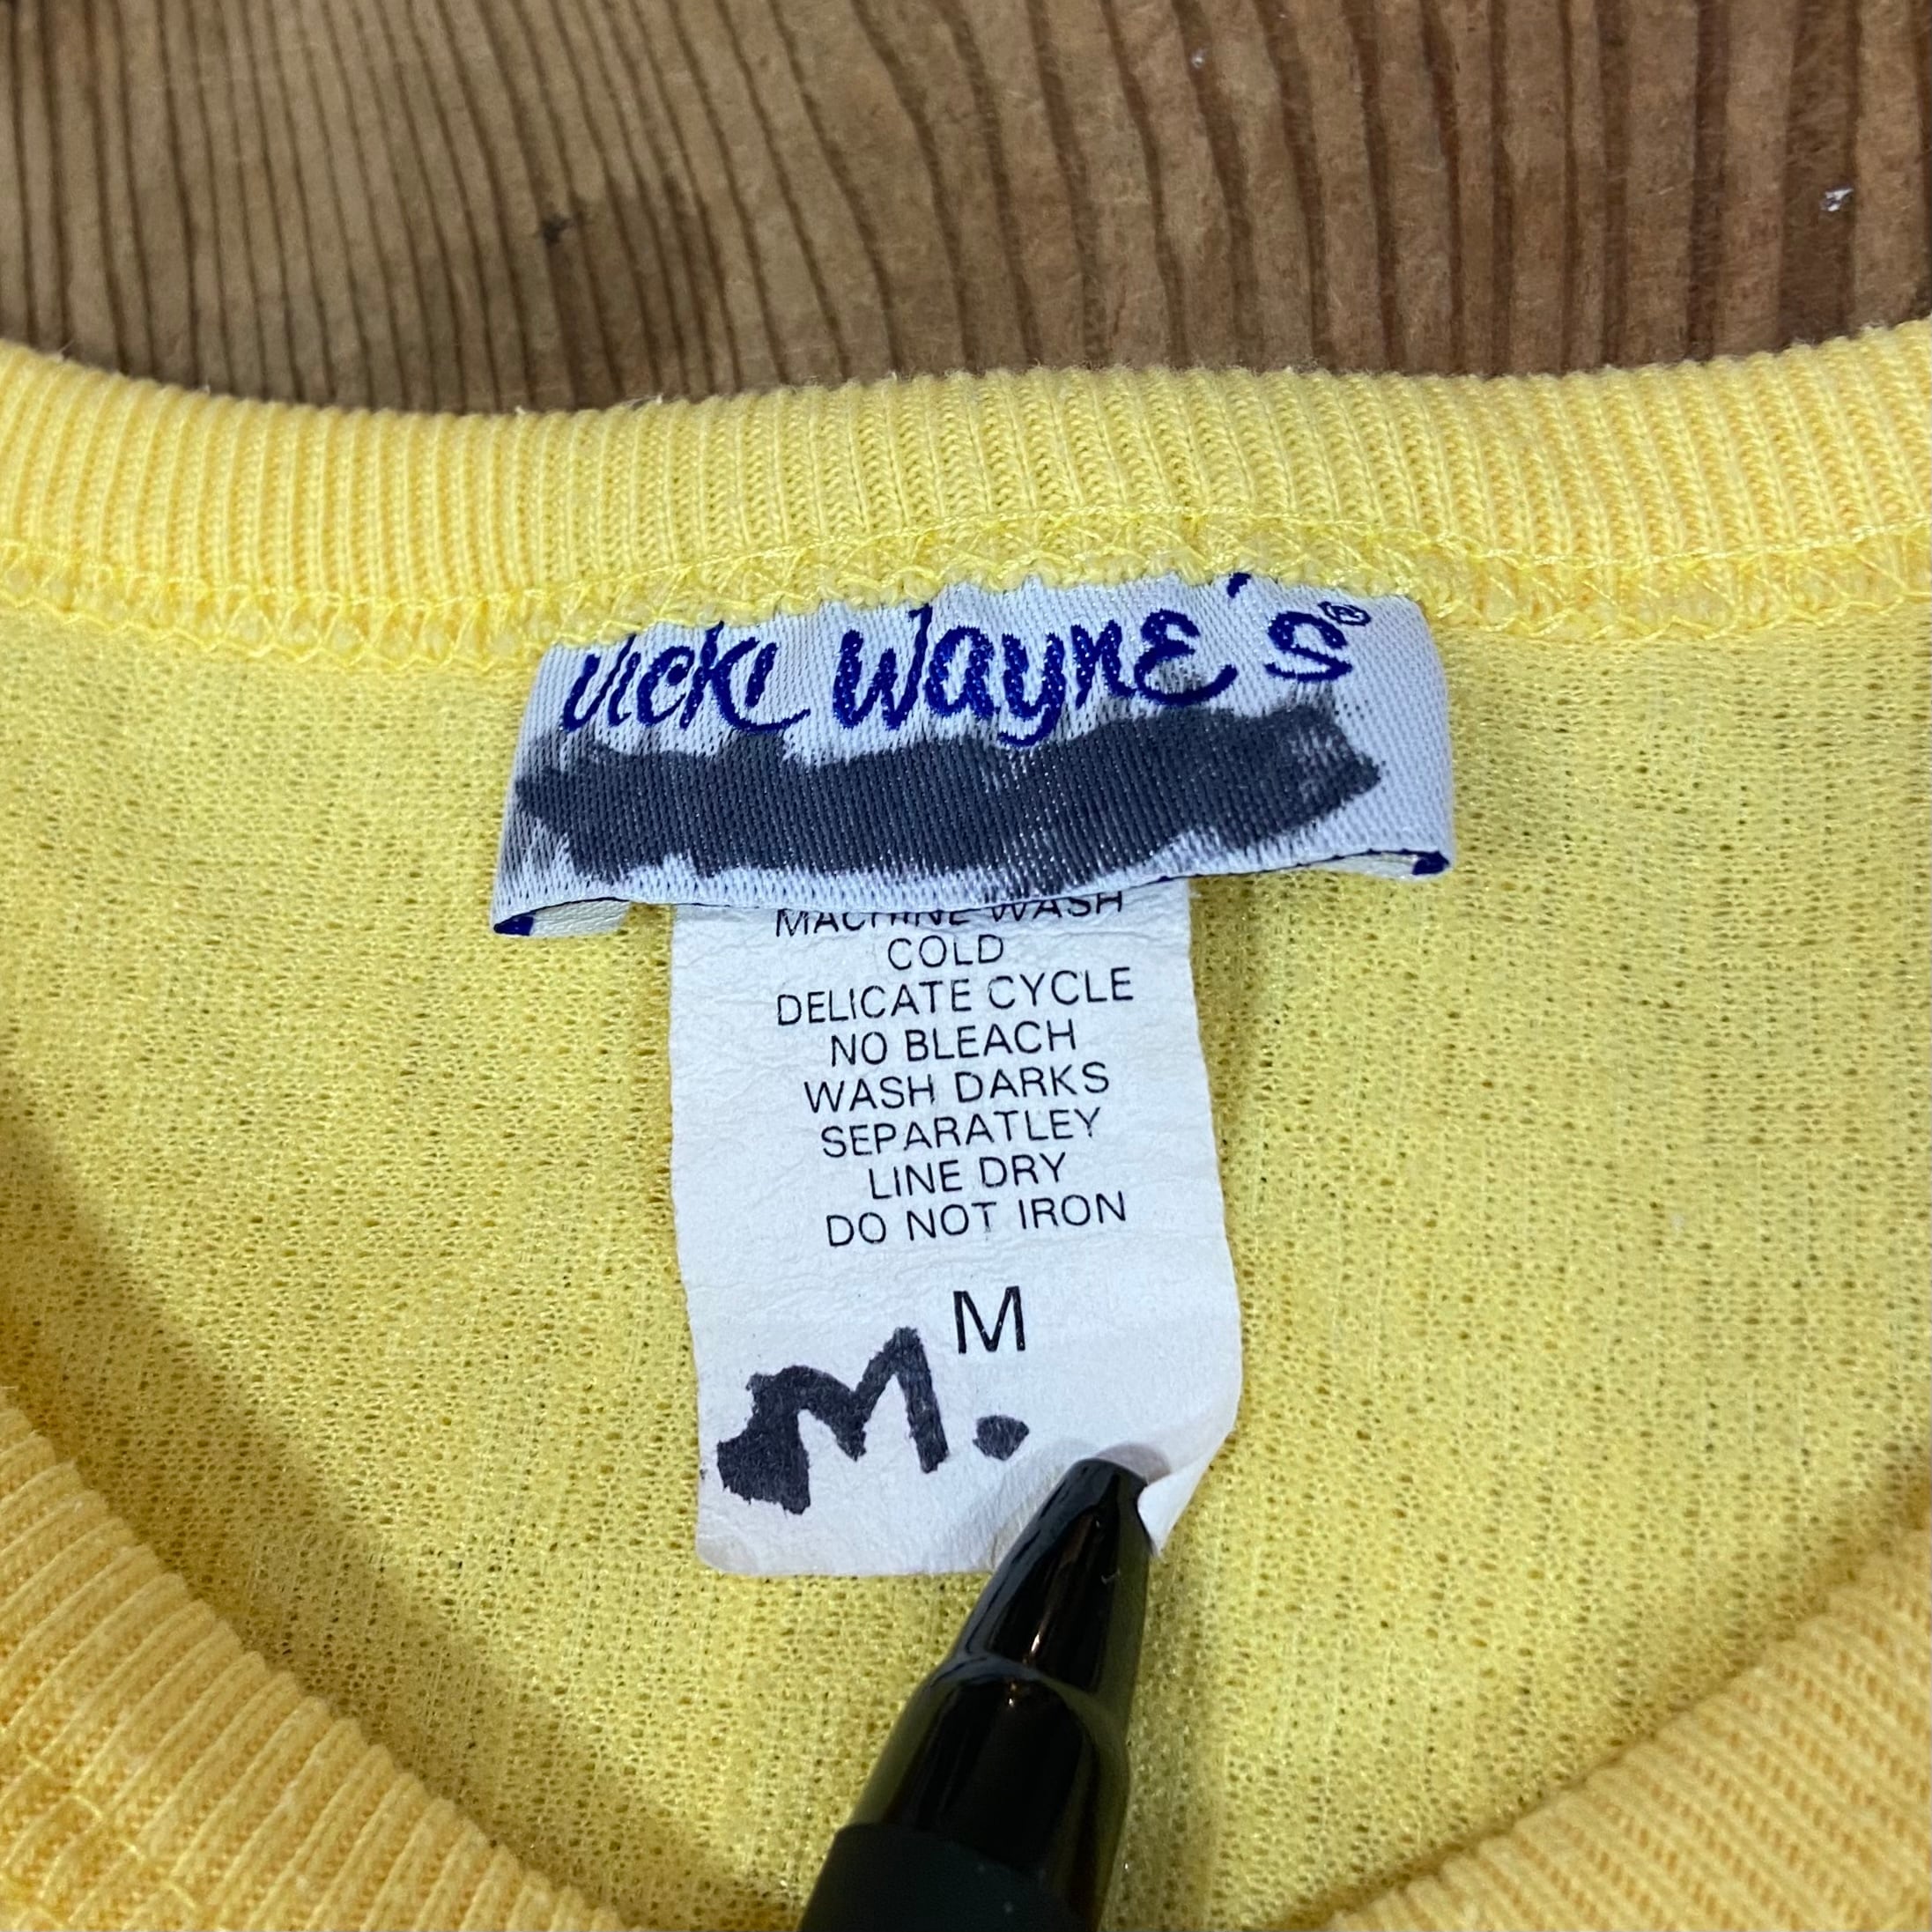 Vicki Wayne's®
MACHINE WASH
COLD
DELICATE CYCLE
NO BLEACH
WASH DARKS
SEPARATLEY
LINE DRY
DO NOT IRON
M
M.